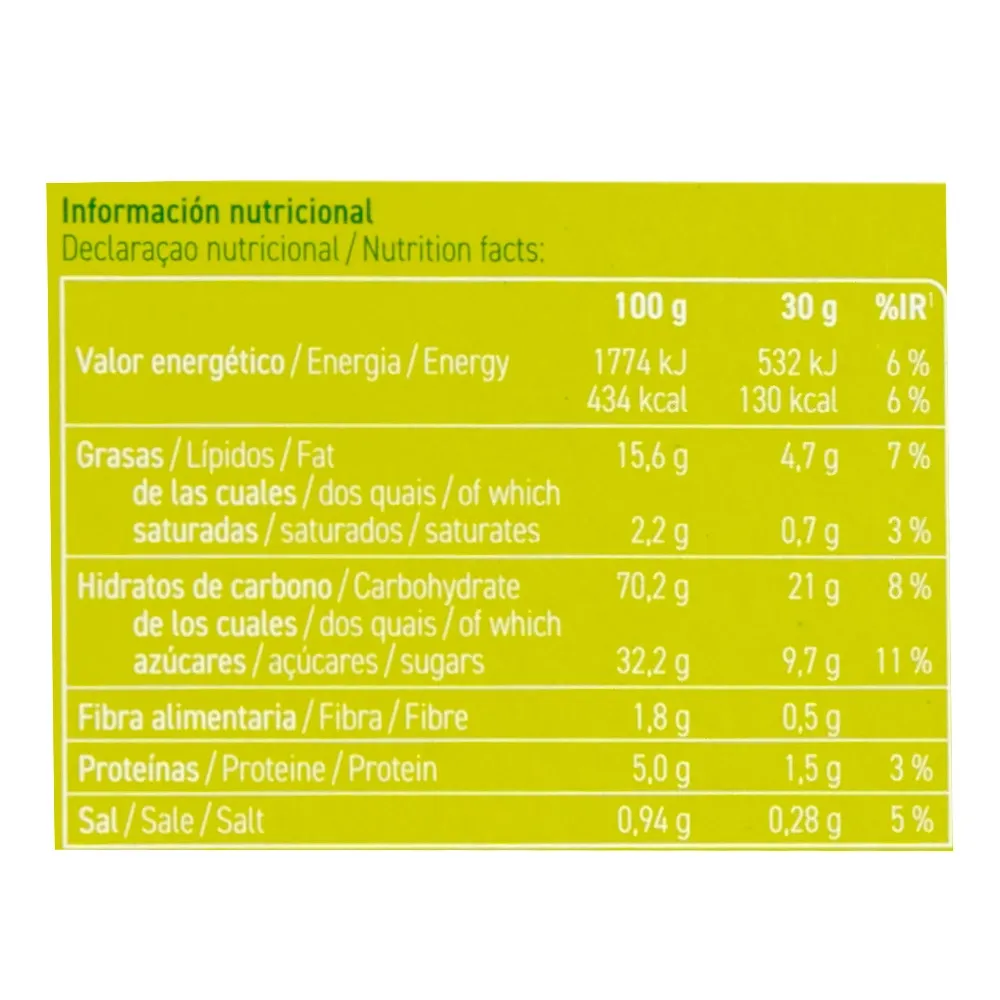 Información nutricional
Declaraçao nutricional / Nutrition facts:
100 g 30 g %IR¹
Valor energético / Energia / Energy 1774 kJ 532 kJ 6 %
434 kcal 130 kcal 6 %
Grasas / Lípidos / Fat 15,6 g 4,7 g 7 %
de las cuales / dos quais / of which
saturadas / saturados / saturates 2,2 g 0,7 g 3 %
Hidratos de carbono / Carbohydrate 70,2 g 21 g 8 %
de los cuales / dos quais / of which
azúcares / açúcares / sugars 32,2 g 9,7 g 11 %
Fibra alimentaria / Fibra / Fibre 1,8 g 0,5 g
Proteínas / Proteine / Protein 5,0 g 1,5 g 3 %
Sal / Sale / Salt 0,94 g 0,28 g 5 %